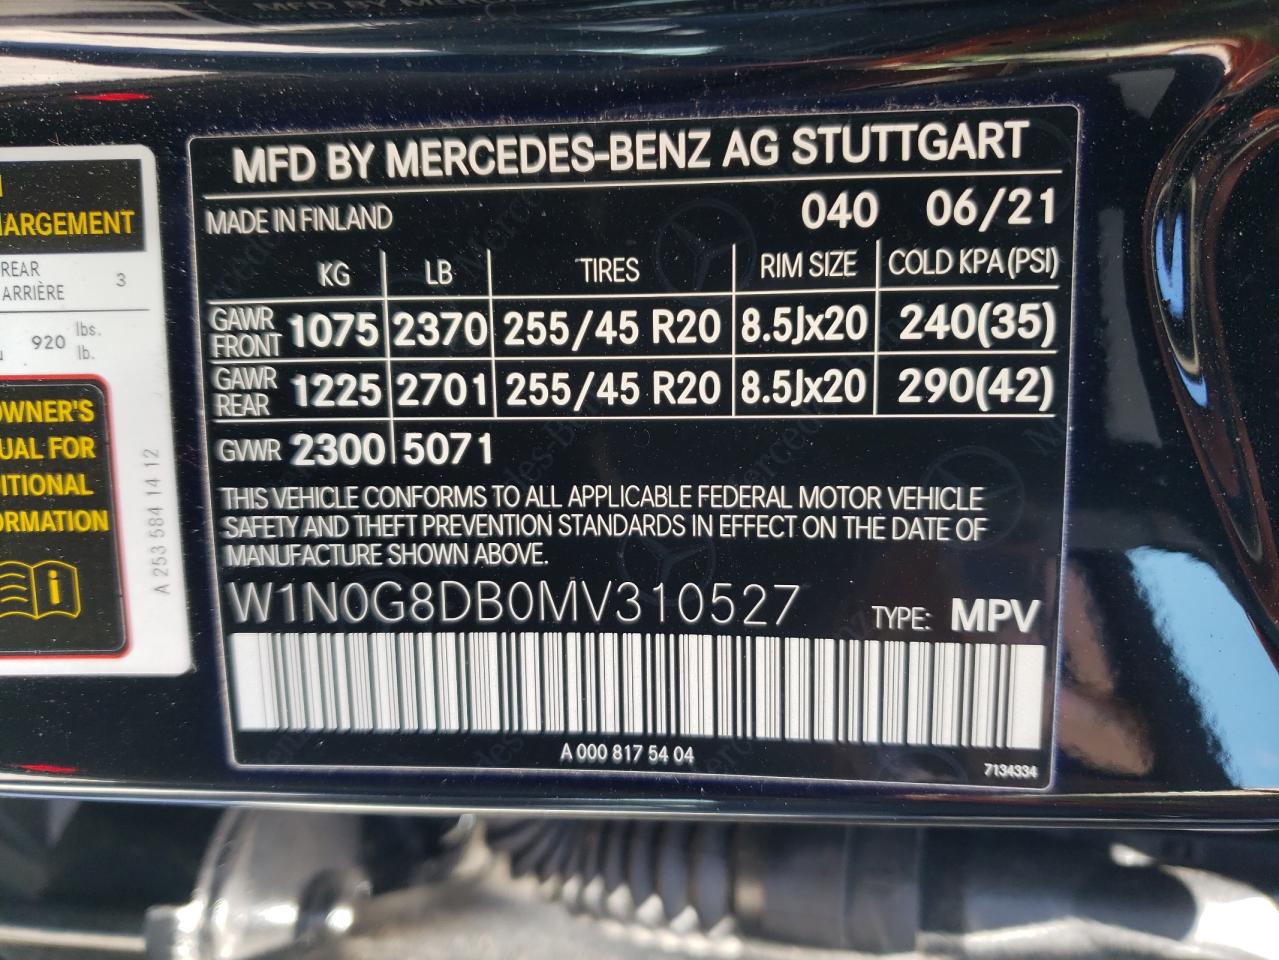 HARGEMENT
REAR 3
ARRIÈRE
920 lbs.
lb.
OWNER'S
UAL FOR
ITIONAL
ORMATION
A 253 584 14 12
MFD BY MERCEDES-BENZ AG STUTTGART
MADE IN FINLAND 040 06/21
KG LB TIRES RIM SIZE COLD KPA(PSI)
GAWR FRONT 1075 2370 255/45 R20 8.5Jx20 240(35)
GAWR REAR 1225 2701 255/45 R20 8.5Jx20 290(42)
GVWR 2300 5071
THIS VEHICLE CONFORMS TO ALL APPLICABLE FEDERAL MOTOR VEHICLE
SAFETY AND THEFT PREVENTION STANDARDS IN EFFECT ON THE DATE OF
MANUFACTURE SHOWN ABOVE.
W1N0G8DB0MV310527 TYPE: MPV
A 000 817 54 04
7134334